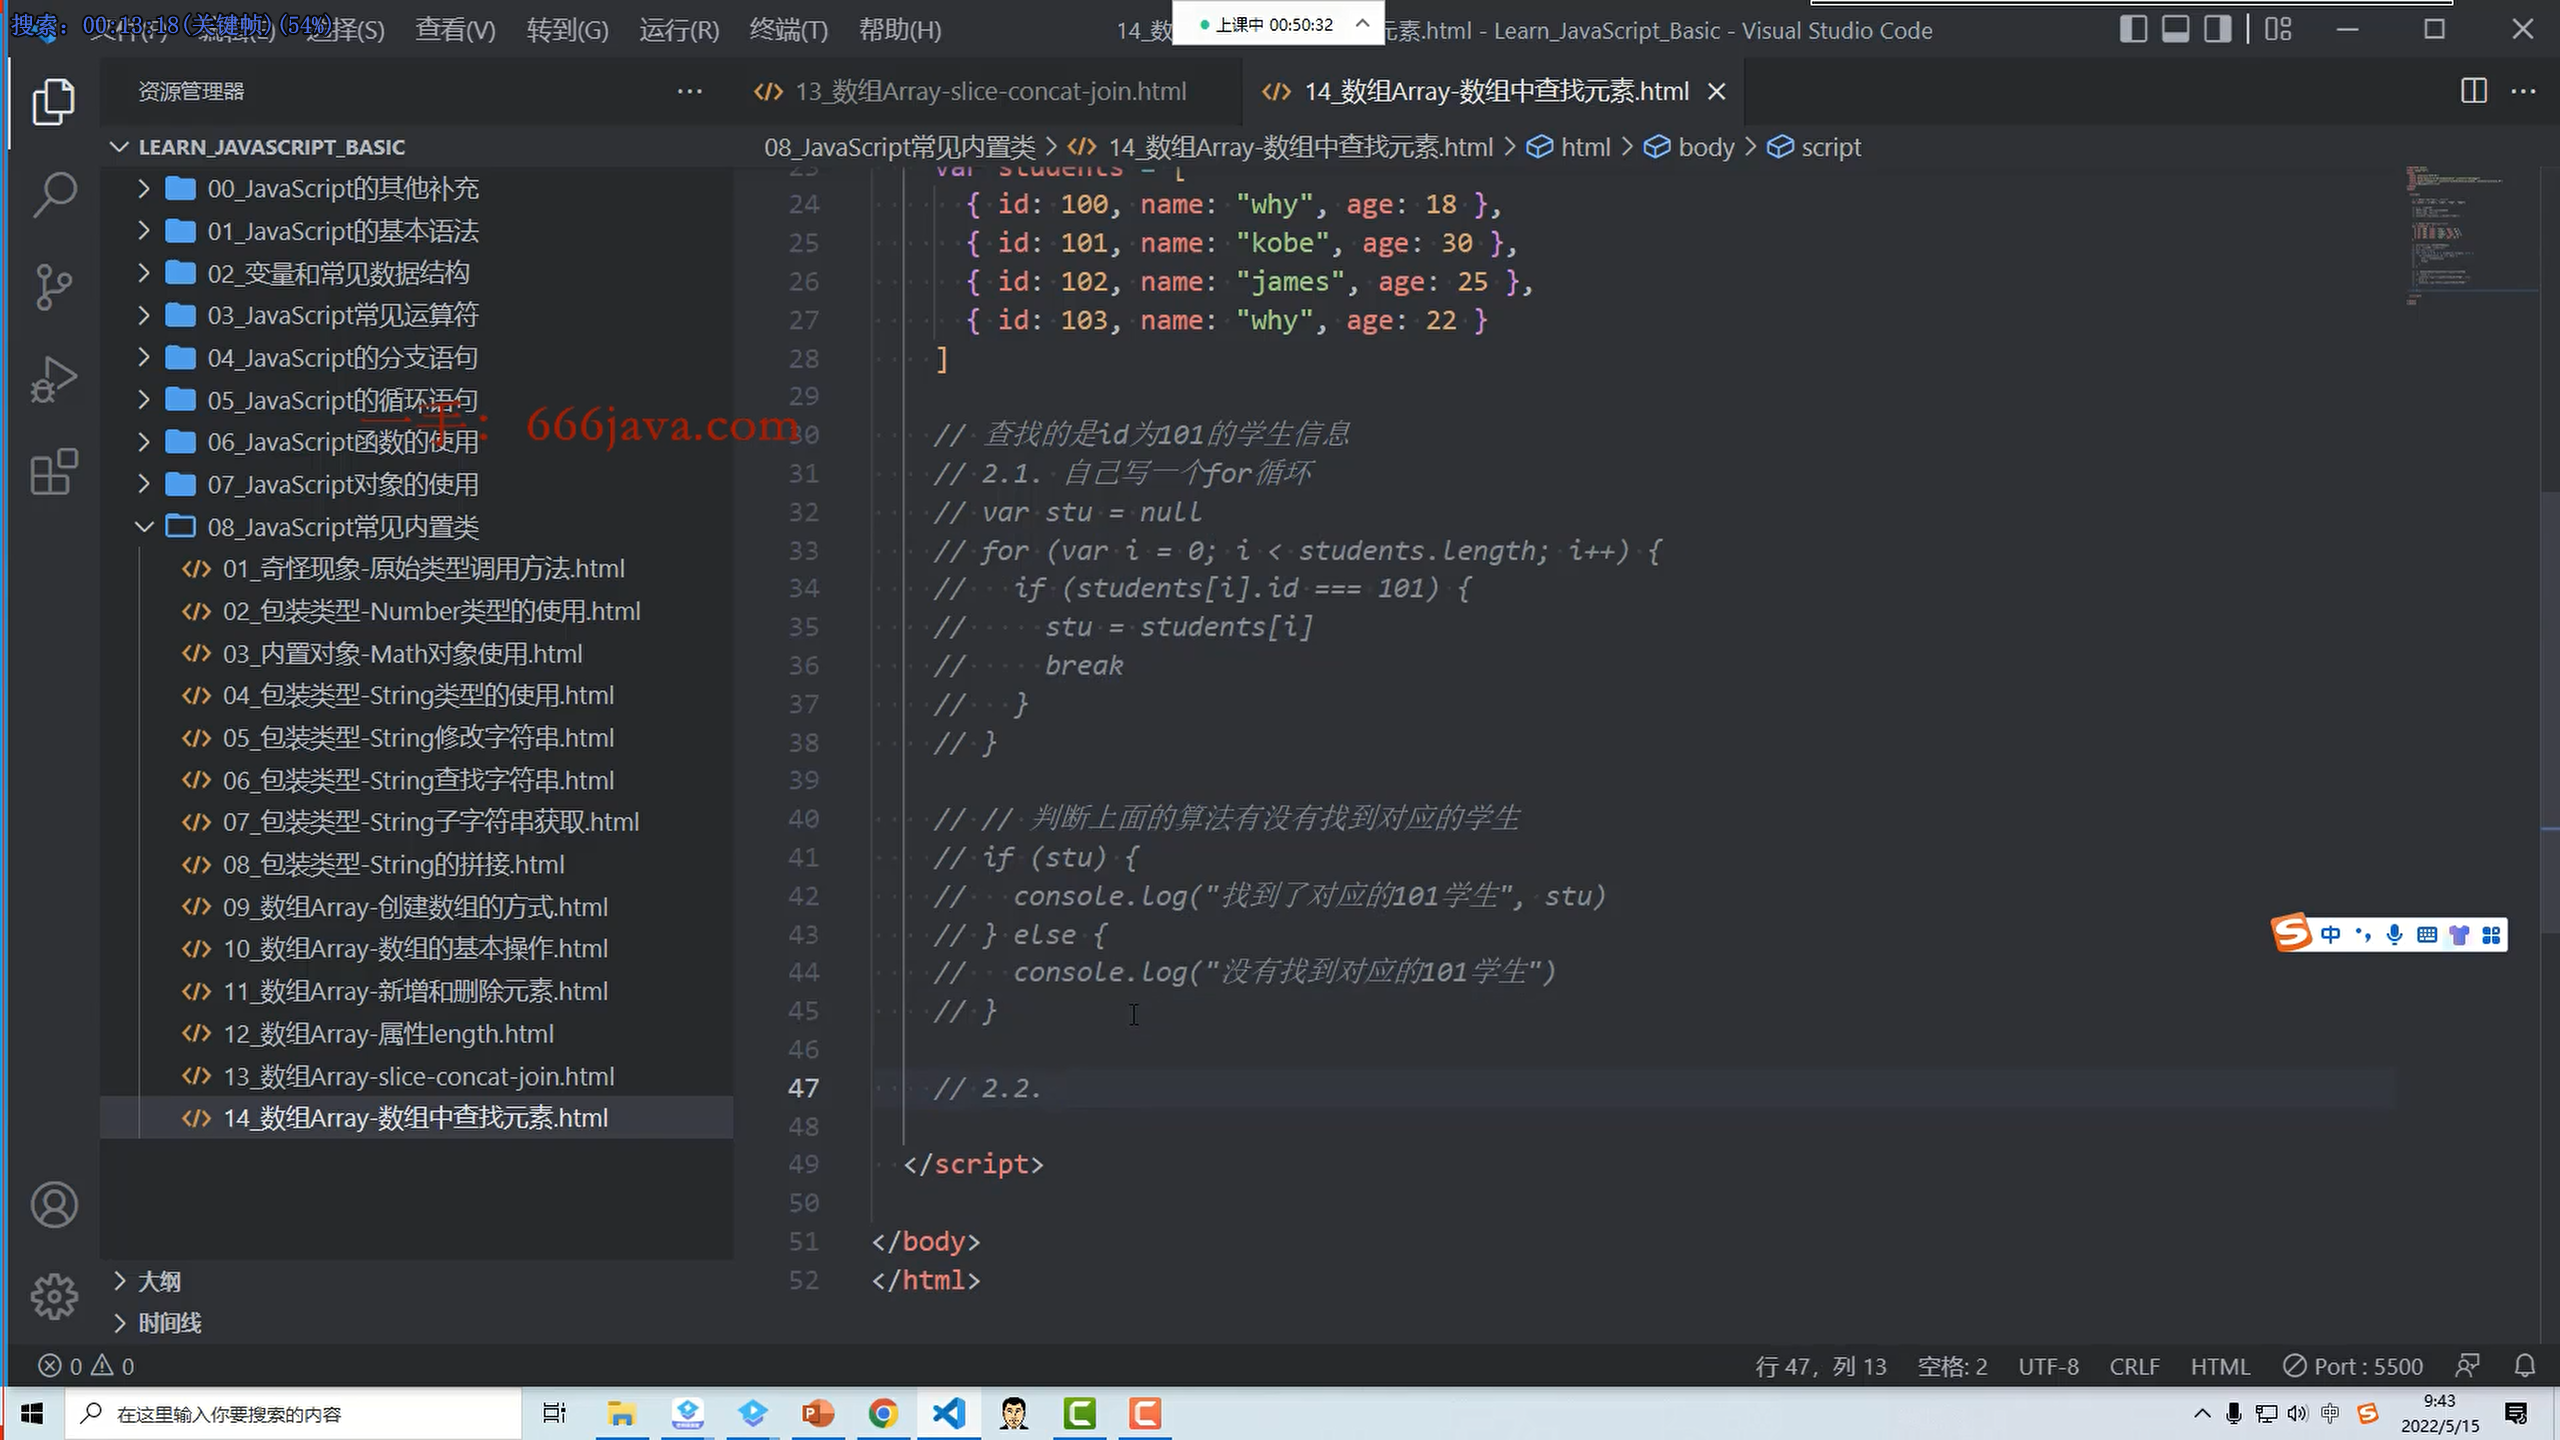 搜索: 00:13:18(关键帧)(54%)
选择(S) 查看(V) 转到(G) 运行(R) 终端(T) 帮助(H)
上课中 00:50:32
元素.html - Learn_JavaScript_Basic - Visual Studio Code
资源管理器
13_数组Array-slice-concat-join.html
14_数组Array-数组中查找元素.html
LEARN_JAVASCRIPT_BASIC
08_JavaScript常见内置类 > 14_数组Array-数组中查找元素.html > html > body > script
00_JavaScript的其他补充
01_JavaScript的基本语法
02_变量和常见数据结构
03_JavaScript常见运算符
04_JavaScript的分支语句
05_JavaScript的循环语句
06_JavaScript函数的使用
07_JavaScript对象的使用
08_JavaScript常见内置类
01_奇怪现象-原始类型调用方法.html
02_包装类型-Number类型的使用.html
03_内置对象-Math对象使用.html
04_包装类型-String类型的使用.html
05_包装类型-String修改字符串.html
06_包装类型-String查找字符串.html
07_包装类型-String子字符串获取.html
08_包装类型-String的拼接.html
09_数组Array-创建数组的方式.html
10_数组Array-数组的基本操作.html
11_数组Array-新增和删除元素.html
12_数组Array-属性length.html
13_数组Array-slice-concat-join.html
14_数组Array-数组中查找元素.html
大纲
时间线
一手: 666java.com
23 var students = [
24 { id: 100, name: "why", age: 18 },
25 { id: 101, name: "kobe", age: 30 },
26 { id: 102, name: "james", age: 25 },
27 { id: 103, name: "why", age: 22 }
28 ]
29
30 // 查找的是id为101的学生信息
31 // 2.1. 自己写一个for循环
32 // var stu = null
33 // for (var i = 0; i < students.length; i++) {
34 //   if (students[i].id === 101) {
35 //     stu = students[i]
36 //     break
37 //   }
38 // }
39
40 // // 判断上面的算法有没有找到对应的学生
41 // if (stu) {
42 //   console.log("找到了对应的101学生", stu)
43 // } else {
44 //   console.log("没有找到对应的101学生")
45 // }
46
47 // 2.2.
48
49 </script>
50
51 </body>
52 </html>
中
0 0
行 47，列 13 空格: 2 UTF-8 CRLF HTML Port : 5500
在这里输入你要搜索的内容
中
9:43
2022/5/15